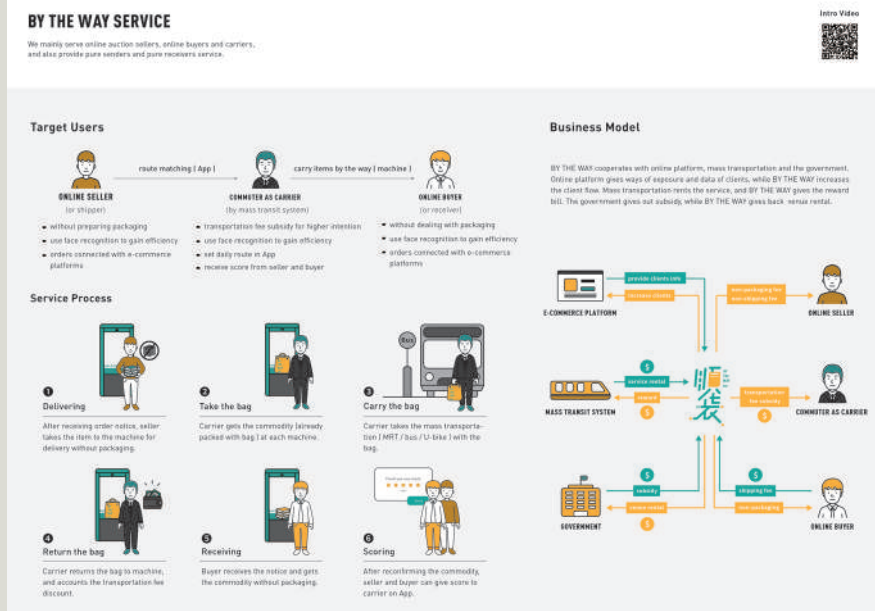 BY THE WAY SERVICE
We mainly serve online auction sellers, online buyers and carriers,
and also provide pure senders and pure receivers service.
Intro Video
Target Users
route matching ( App )
carry items by the way ( machine )
ONLINE SELLER
(or shipper)
without preparing packaging
use face recognition to gain efficiency
orders connected with e-commerce
platforms
COMMUTER AS CARRIER
(by mass transit system)
transportation fee subsidy for higher intention
use face recognition to gain efficiency
set daily route in App
receive score from seller and buyer
ONLINE BUYER
(or receiver)
without dealing with packaging
use face recognition to gain efficiency
orders connected with e-commerce
platforms
Service Process
1
Delivering
After receiving order notice, seller
takes the item to the machine for
delivery without packaging.
2
Take the bag
Carrier gets the commodity (already
packed with bag ) at each machine.
BUS
3
Carry the bag
Carrier takes the mass transporta-
tion ( MRT / bus / U-bike ) with the
bag.
4
Return the bag
Carrier returns the bag to machine,
and accounts the transportation fee
discount.
5
Receiving
Buyer receives the notice and gets
the commodity without packaging.
6
Scoring
After reconfirming the commodity,
seller and buyer can give score to
carrier on App.
Business Model
BY THE WAY cooperates with online platform, mass transportation and the government.
Online platform gives ways of exposure and data of clients, while BY THE WAY increases
the client flow. Mass transportation rents the service, and BY THE WAY gives the reward
bill. The government gives out subsidy, while BY THE WAY gives back venue rental.
E-COMMERCE PLATFORM
provide clients info
increase clients
non-packaging fee
non-shipping fee
ONLINE SELLER
MASS TRANSIT SYSTEM
$
service rental
reward
$
順袋
transportation
fee subsidy
$
COMMUTER AS CARRIER
GOVERNMENT
$
subsidy
venue rental
$
$
shipping fee
non-packaging
ONLINE BUYER